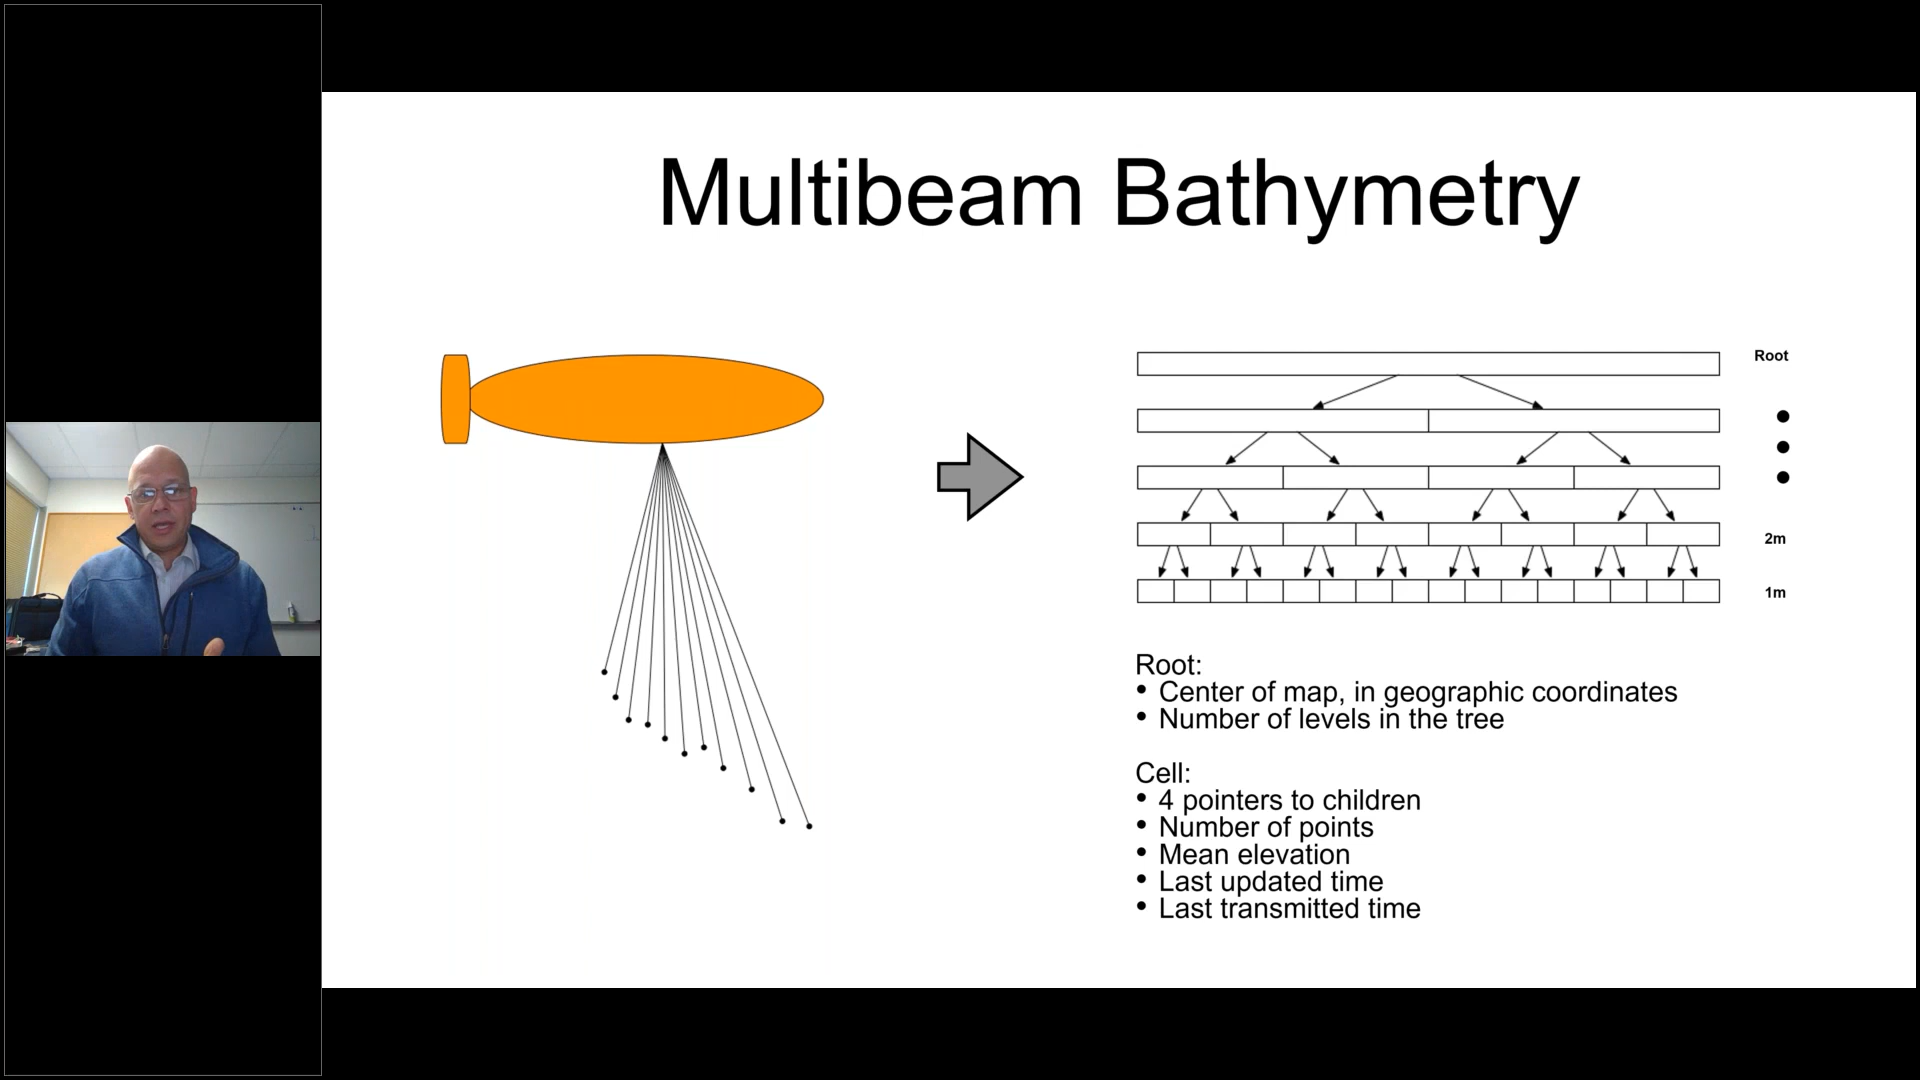 Multibeam Bathymetry
Root
2m
1m
Root:
• Center of map, in geographic coordinates
• Number of levels in the tree
Cell:
• 4 pointers to children
• Number of points
• Mean elevation
• Last updated time
• Last transmitted time